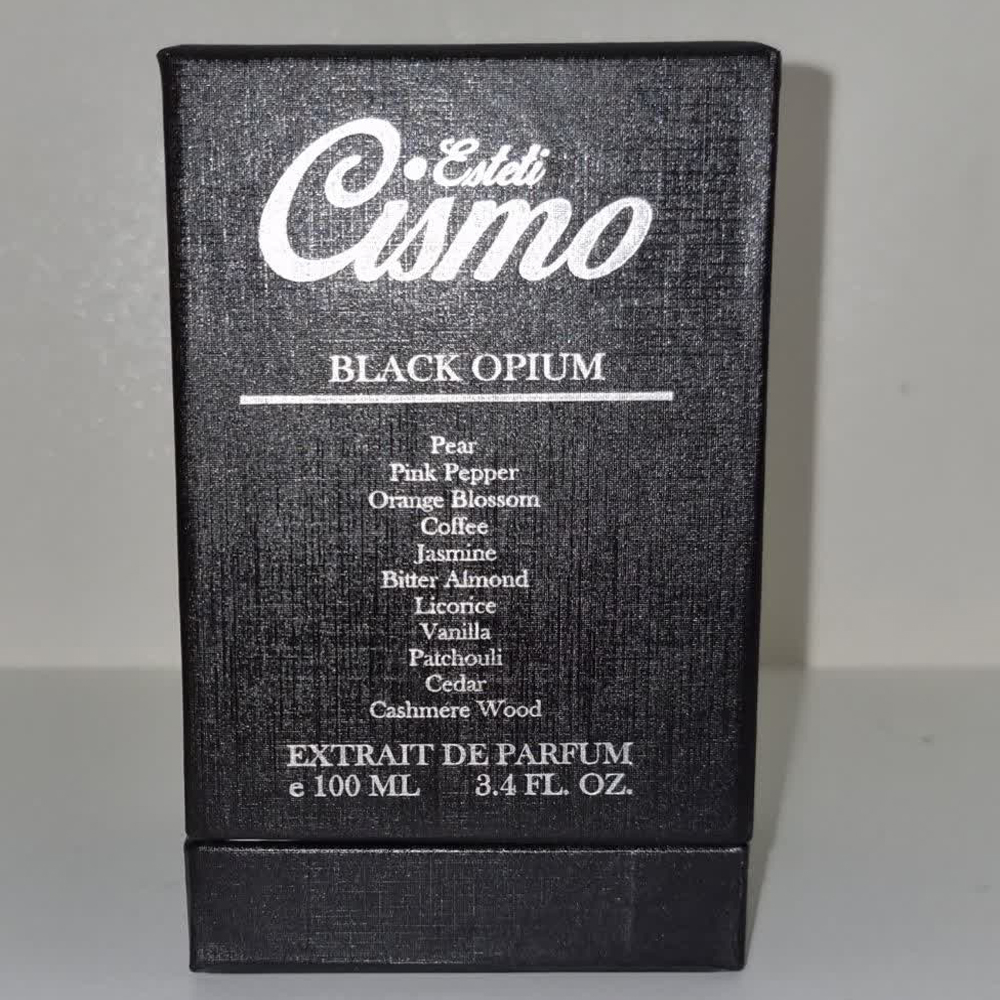 Esteti
Cismo
BLACK OPIUM
Pear
Pink Pepper
Orange Blossom
Coffee
Jasmine
Bitter Almond
Licorice
Vanilla
Patchouli
Cedar
Cashmere Wood
EXTRAIT DE PARFUM
e 100 ML 3.4 FL. OZ.